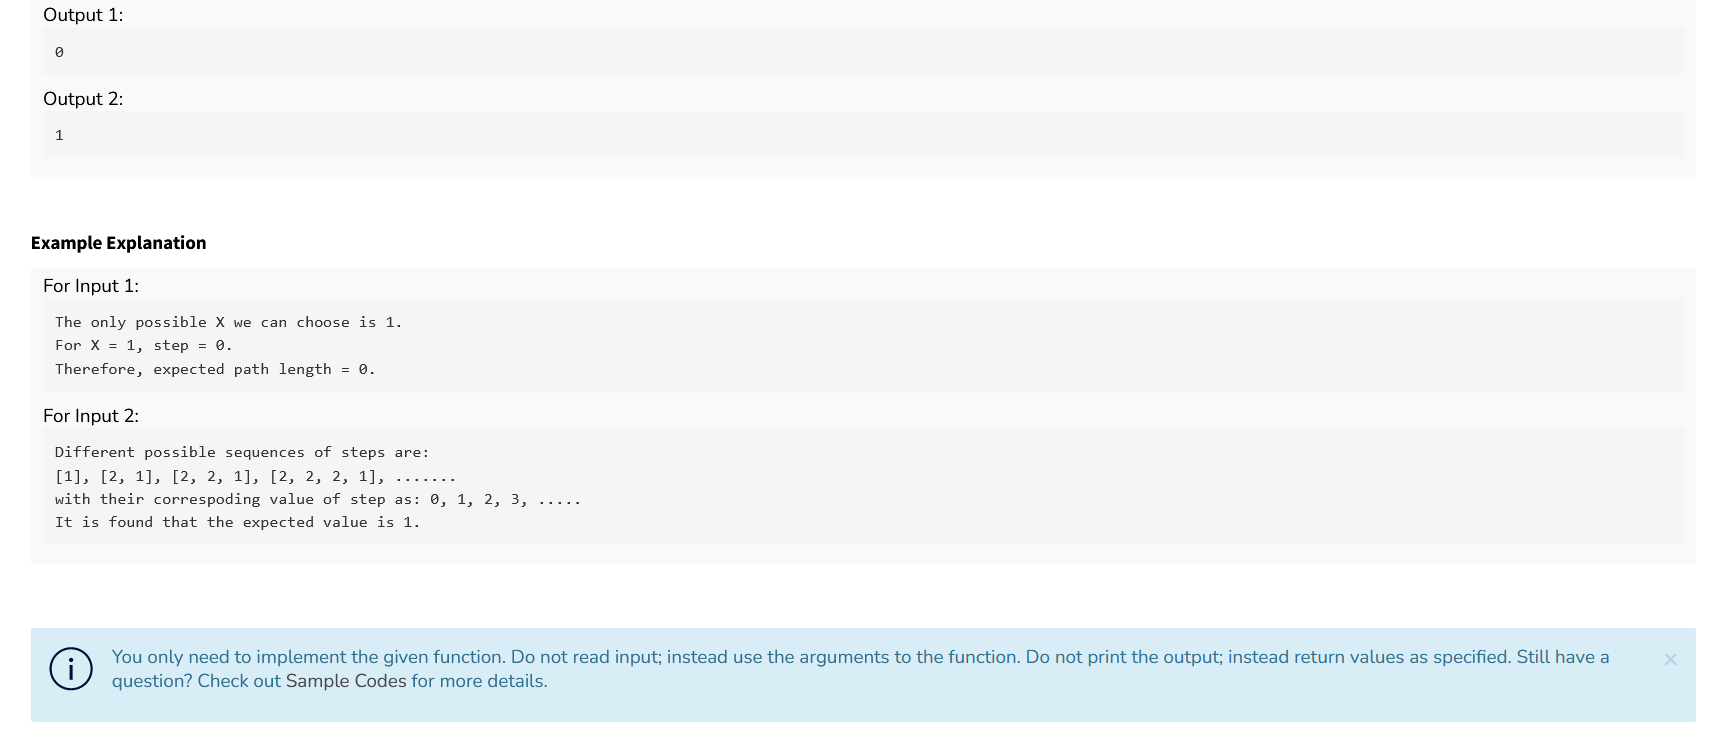 Output 1:
0
Output 2:
1
Example Explanation
For Input 1:
The only possible X we can choose is 1.
For X = 1, step = 0.
Therefore, expected path length = 0.
For Input 2:
Different possible sequences of steps are:
[1], [2, 1], [2, 2, 1], [2, 2, 2, 1], .......
with their correspoding value of step as: 0, 1, 2, 3, .....
It is found that the expected value is 1.
You only need to implement the given function. Do not read input; instead use the arguments to the function. Do not print the output; instead return values as specified. Still have a
question? Check out Sample Codes for more details.